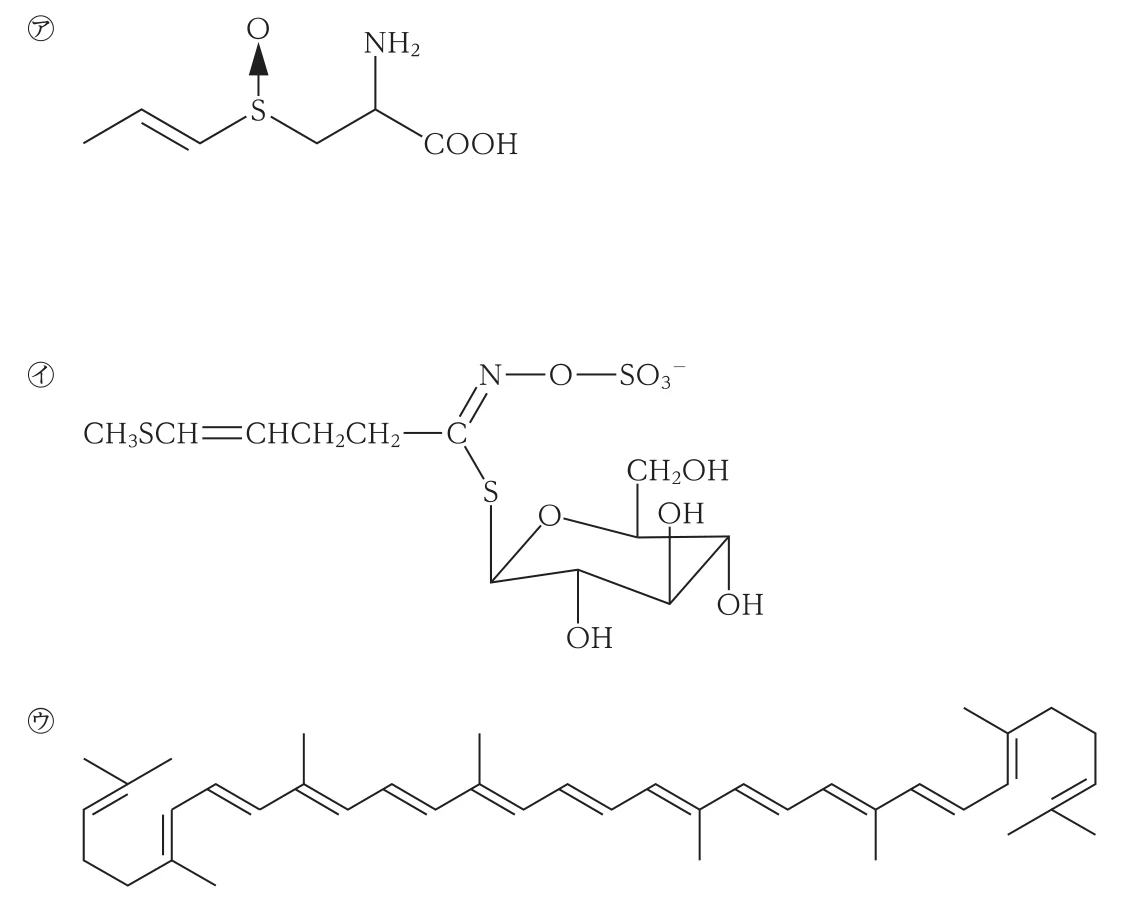 ㋐
O
NH₂
S
COOH
㋑
N O SO₃⁻
CH₃SCH CHCH₂CH₂ C
S
CH₂OH
O
OH
OH
OH
㋒